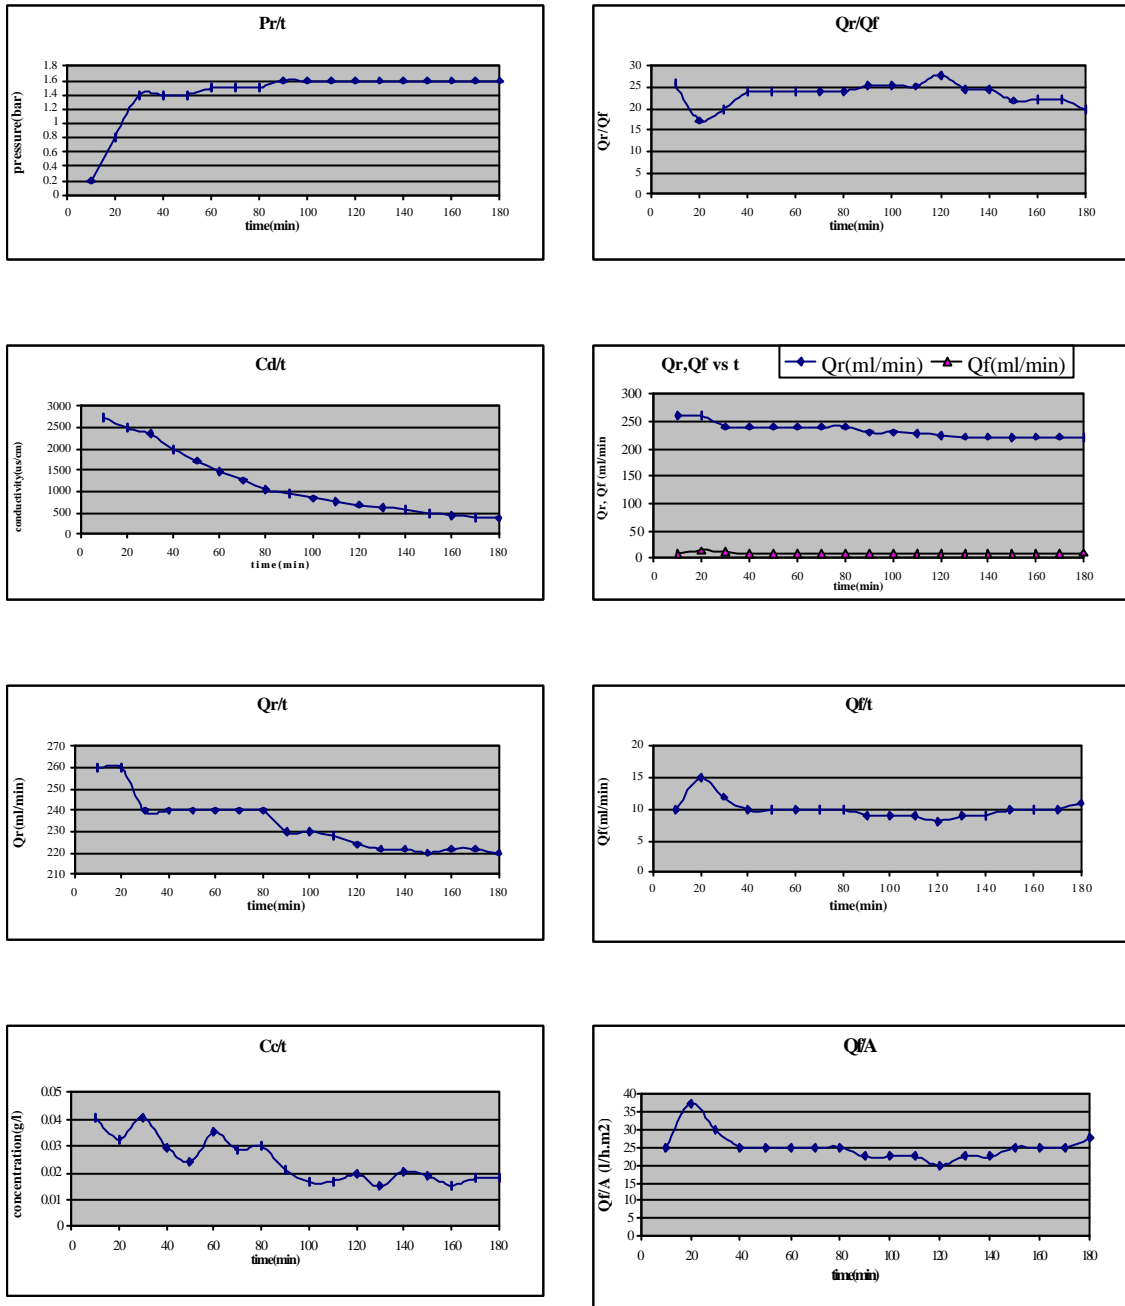 Pr/t
pressure(bar)
1.8
1.6
1.4
1.2
1
0.8
0.6
0.4
0.2
0
0 20 40 60 80 100 120 140 160 180
time(min)
Qr/Qf
Qr/Qf
30
25
20
15
10
5
0
0 20 40 60 80 100 120 140 160 180
time(min)
Cd/t
conductivity(us/cm)
3000
2500
2000
1500
1000
500
0
0 20 40 60 80 100 120 140 160 180
time(min)
Qr,Qf vs t
Qr(ml/min) Qf(ml/min)
Qr, Qf (ml/min
300
250
200
150
100
50
0
0 20 40 60 80 100 120 140 160 180
time(min)
Qr/t
Qr(ml/min)
270
260
250
240
230
220
210
0 20 40 60 80 100 120 140 160 180
time(min)
Qf/t
Qf(ml/min)
20
15
10
5
0
0 20 40 60 80 100 120 140 160 180
time(min)
Cc/t
concentration(g/l)
0.05
0.04
0.03
0.02
0.01
0
0 20 40 60 80 100 120 140 160 180
time(min)
Qf/A
Qf/A (l/h.m2)
40
35
30
25
20
15
10
5
0
0 20 40 60 80 100 120 140 160 180
time(min)